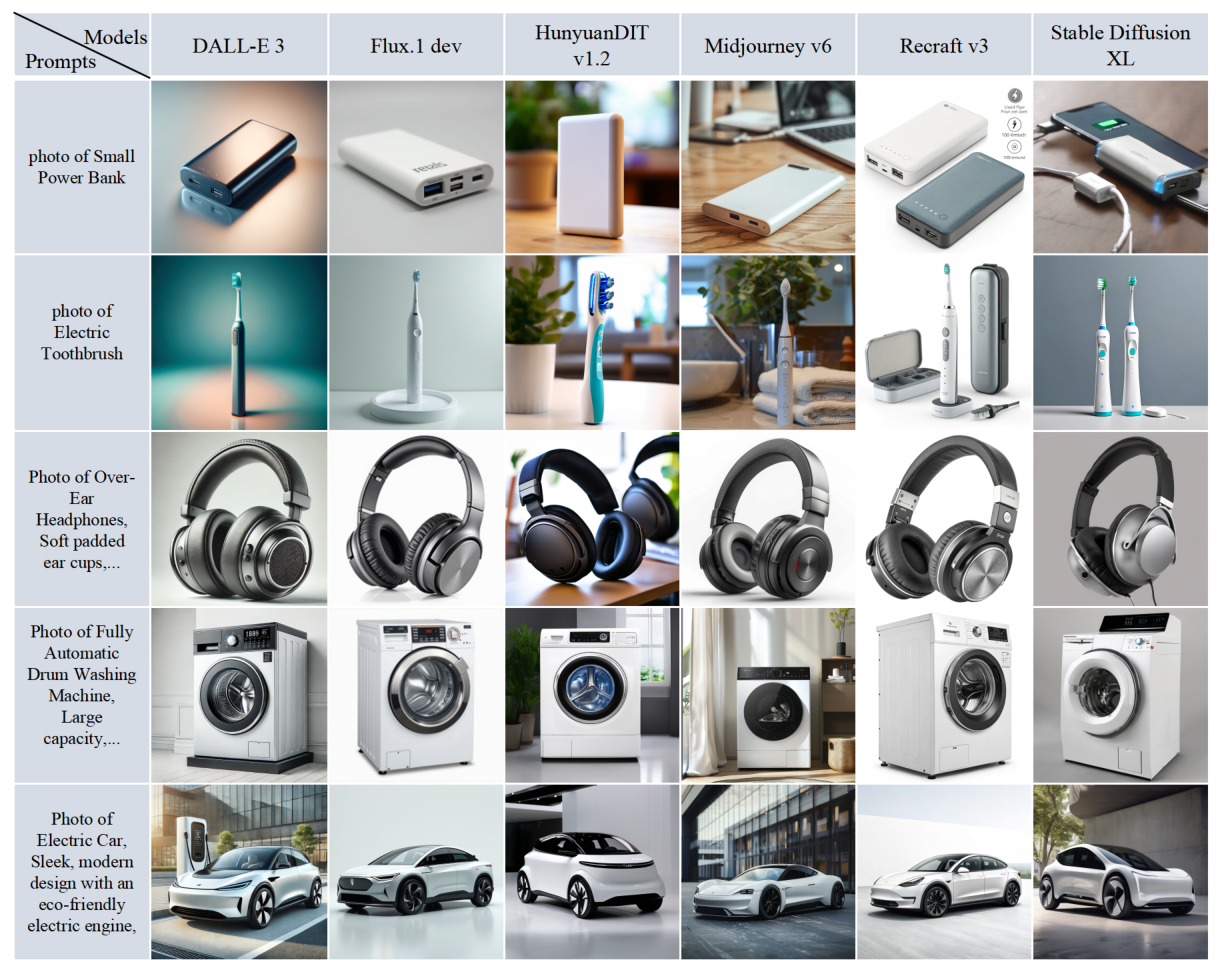 Models
Prompts
DALL-E 3
Flux.1 dev
HunyuanDIT
v1.2
Midjourney v6
Recraft v3
Stable Diffusion
XL
photo of Small
Power Bank
photo of
Electric
Toothbrush
Photo of Over-
Ear
Headphones,
Soft padded
ear cups,...
Photo of Fully
Automatic
Drum Washing
Machine,
Large
capacity,...
Photo of
Electric Car,
Sleek, modern
design with an
eco-friendly
electric engine,